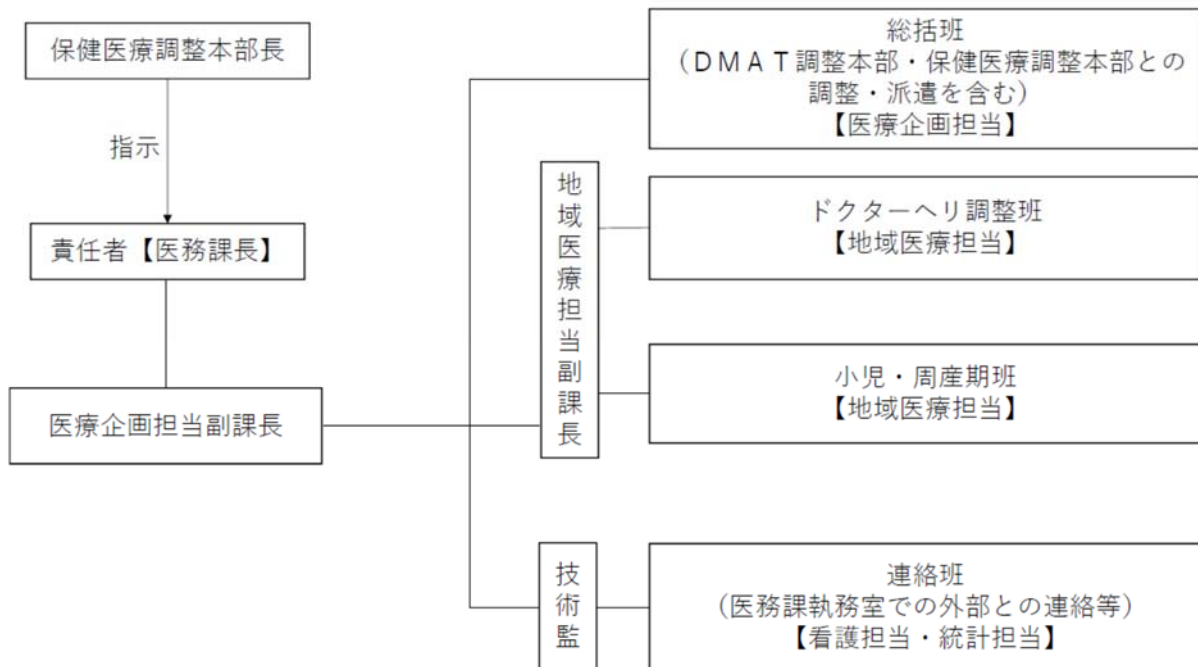 保健医療調整本部長
指示
責任者【医務課長】
医療企画担当副課長
総括班
（ＤＭＡＴ調整本部・保健医療調整本部との
調整・派遣を含む）
【医療企画担当】
地域医療担当副課長
ドクターヘリ調整班
【地域医療担当】
小児・周産期班
【地域医療担当】
技術監
連絡班
（医務課執務室での外部との連絡等）
【看護担当・統計担当】